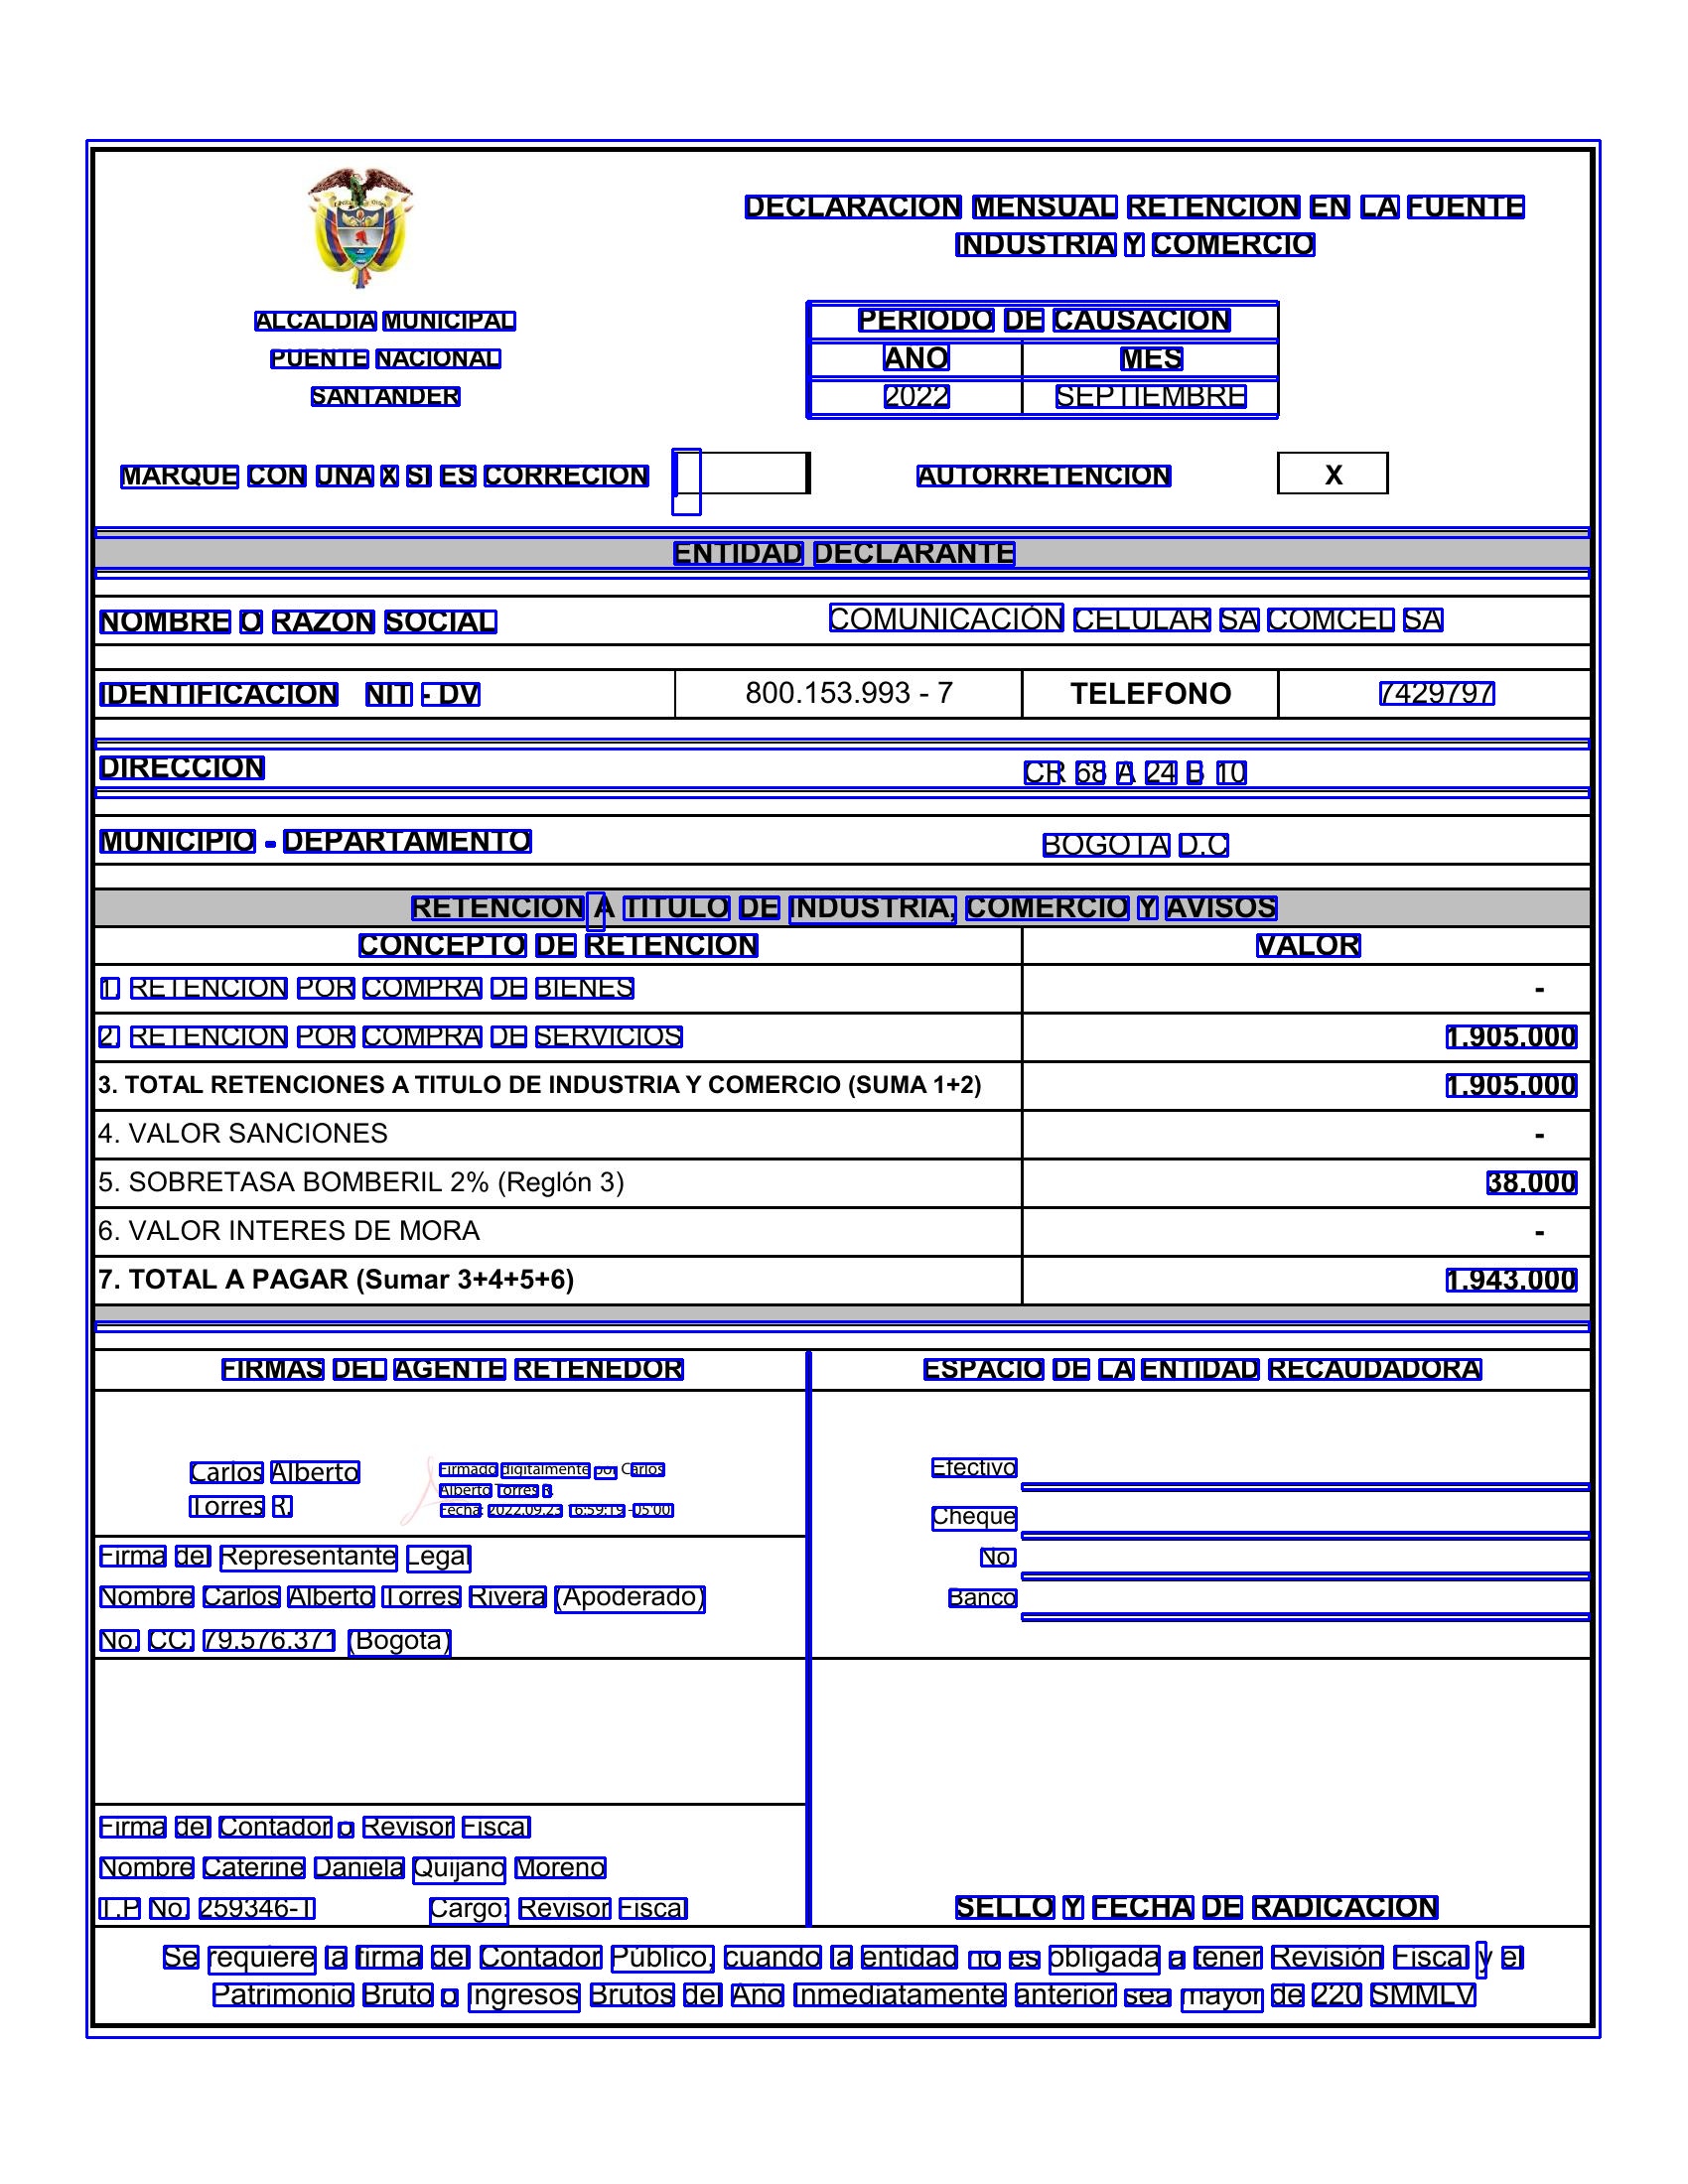 DECLARACION MENSUAL RETENCION EN LA FUENTE
INDUSTRIA Y COMERCIO
ALCALDIA MUNICIPAL
PUENTE NACIONAL
SANTANDER
PERIODO DE CAUSACION
ANO MES
2022 SEPTIEMBRE
MARQUE CON UNA X SI ES CORRECION AUTORRETENCION X
ENTIDAD DECLARANTE
NOMBRE O RAZON SOCIAL COMUNICACIÓN CELULAR SA COMCEL SA
IDENTIFICACION NIT - DV 800.153.993 - 7 TELEFONO 7429797
DIRECCION CR 68 A 24 B 10
MUNICIPIO - DEPARTAMENTO BOGOTA D.C
RETENCION A TITULO DE INDUSTRIA, COMERCIO Y AVISOS
CONCEPTO DE RETENCION VALOR
1. RETENCION POR COMPRA DE BIENES -
2. RETENCION POR COMPRA DE SERVICIOS 1.905.000
3. TOTAL RETENCIONES A TITULO DE INDUSTRIA Y COMERCIO (SUMA 1+2) 1.905.000
4. VALOR SANCIONES -
5. SOBRETASA BOMBERIL 2% (Reglón 3) 38.000
6. VALOR INTERES DE MORA -
7. TOTAL A PAGAR (Sumar 3+4+5+6) 1.943.000
FIRMAS DEL AGENTE RETENEDOR ESPACIO DE LA ENTIDAD RECAUDADORA
Carlos Alberto
Torres R.
Firmado digitalmente por Carlos
Alberto Torres R.
Fecha: 2022.09.23 16:59:19 -05'00'
Efectivo
Cheque
No.
Banco
Firma del Representante Legal
Nombre Carlos Alberto Torres Rivera (Apoderado)
No. CC. 79.576.371 (Bogota)
Firma del Contador o Revisor Fiscal
Nombre Caterine Daniela Quijano Moreno
T.P No. 259346-T Cargo: Revisor Fiscal
SELLO Y FECHA DE RADICACION
Se requiere la firma del Contador Público, cuando la entidad no es obligada a tener Revisión Fiscal y el
Patrimonio Bruto o Ingresos Brutos del Ano Inmediatamente anterior sea mayor de 220 SMMLV